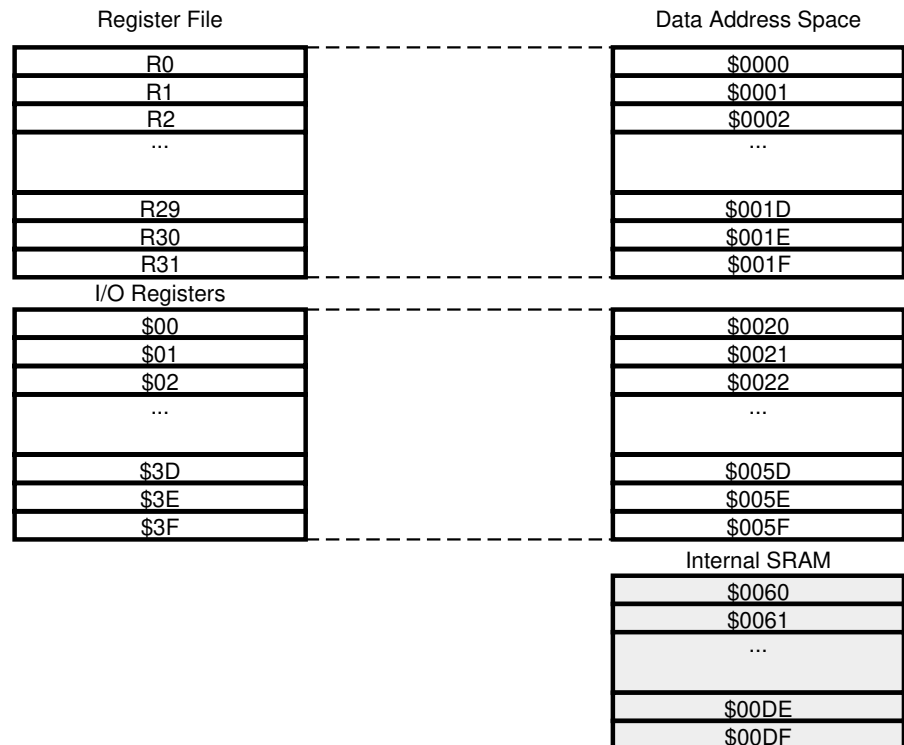 Register File
Data Address Space
R0
$0000
R1
$0001
R2
$0002
...
...
R29
$001D
R30
$001E
R31
$001F
I/O Registers
$00
$0020
$01
$0021
$02
$0022
...
...
$3D
$005D
$3E
$005E
$3F
$005F
Internal SRAM
$0060
$0061
...
$00DE
$00DF